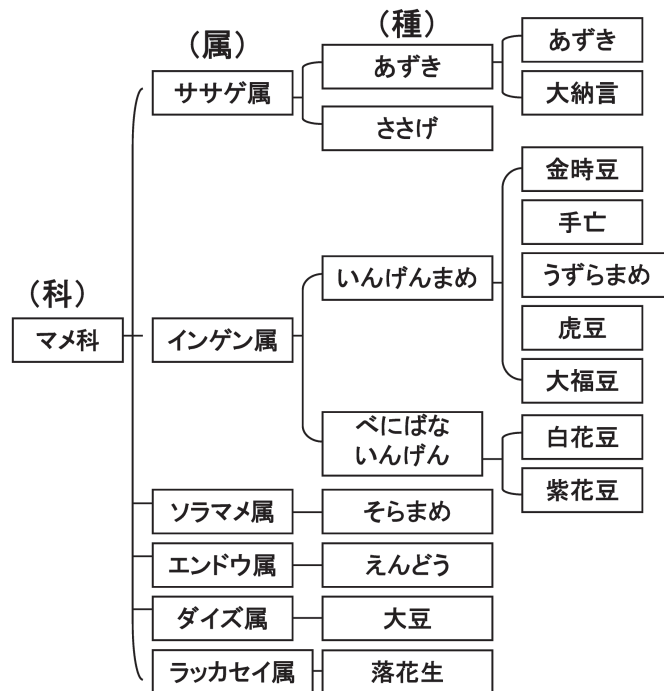 (科)
マメ科
(属)
ササゲ属
(種)
あずき
あずき
大納言
ささげ
インゲン属
いんげんまめ
金時豆
手亡
うずらまめ
虎豆
大福豆
べにばな
いんげん
白花豆
紫花豆
ソラマメ属
そらまめ
エンドウ属
えんどう
ダイズ属
大豆
ラッカセイ属
落花生